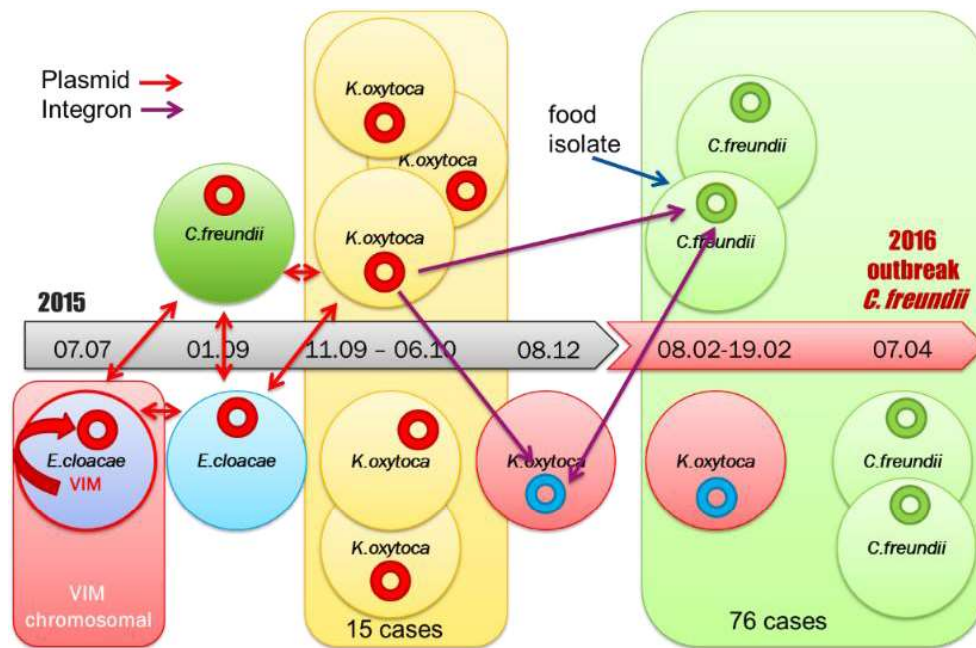 Plasmid
Integron
K.oxytoca
K.oxytoca
K.oxytoca
C.freundii
food
isolate
C.freundii
C.freundii
2016
outbreak
C. freundii
2015
07.07
01.09
11.09 – 06.10
08.12
08.02-19.02
07.04
E.cloacae
VIM
E.cloacae
K.oxytoca
K.oxytoca
K.oxytoca
K.oxytoca
C.freundii
C.freundii
VIM
chromosomal
15 cases
76 cases